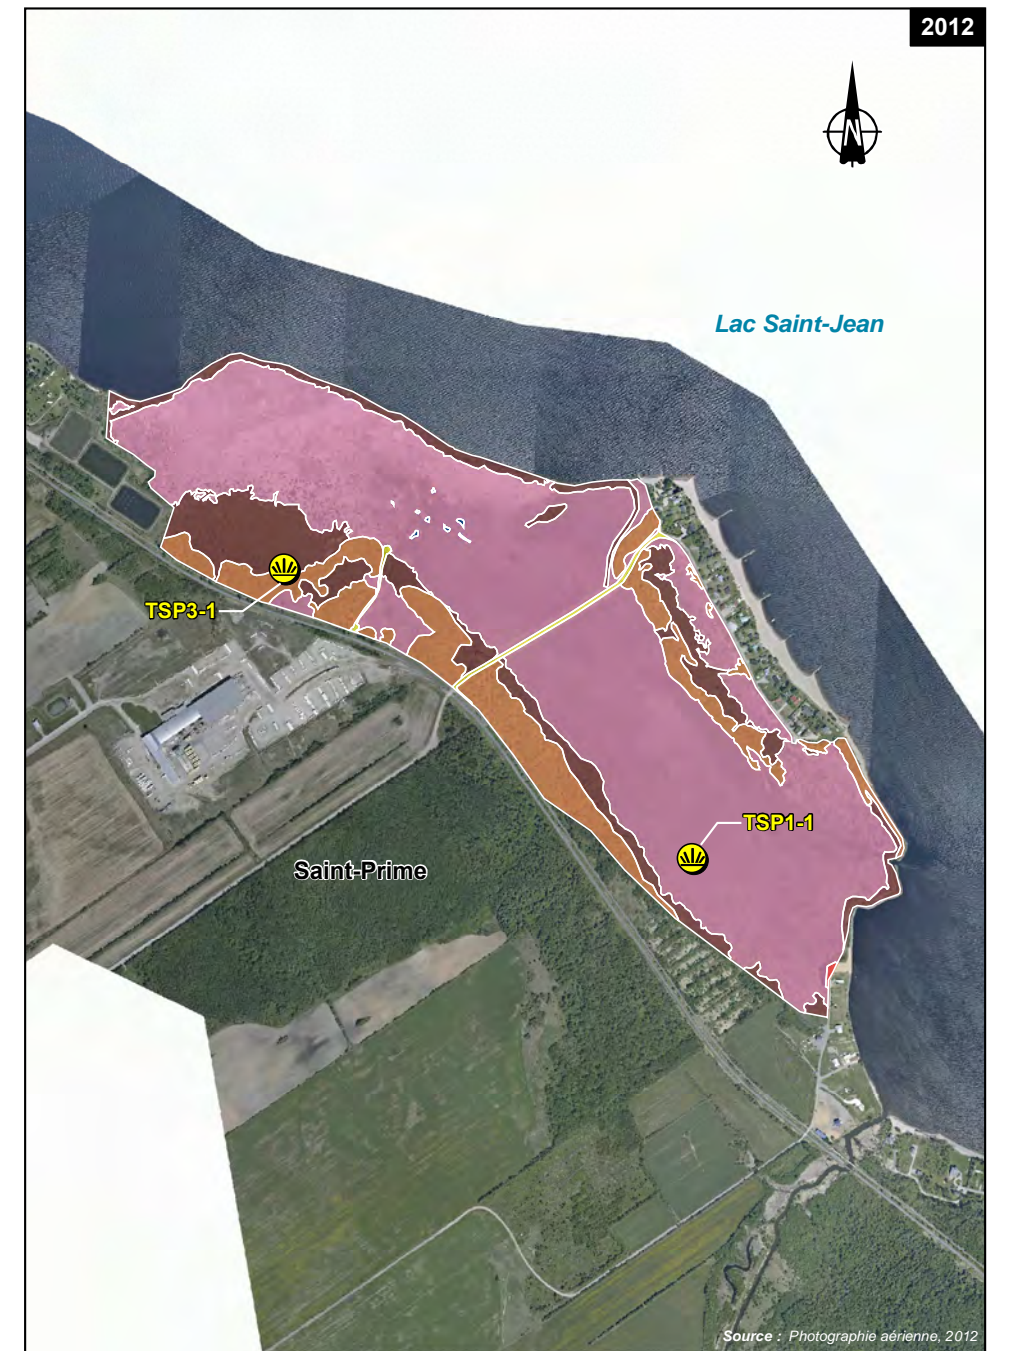 2012
N
Lac Saint-Jean
TSP3-1
TSP1-1
Saint-Prime
Source : Photographie aérienne, 2012